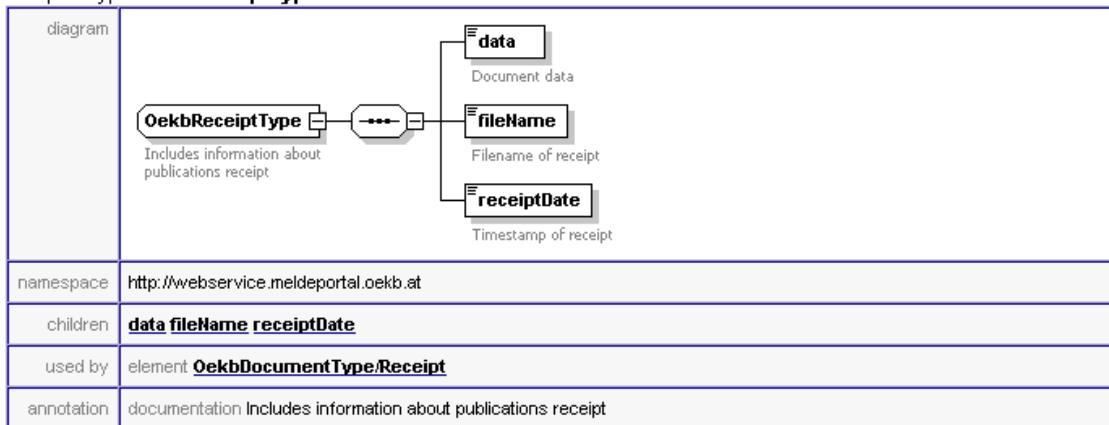 diagram
data
Document data
OekbReceiptType
fileName
Includes information about
publications receipt
Filename of receipt
receiptDate
Timestamp of receipt
namespace http://webservice.meldeportal.oekb.at
children data fileName receiptDate
used by element OekbDocumentType/Receipt
annotation documentation Includes information about publications receipt